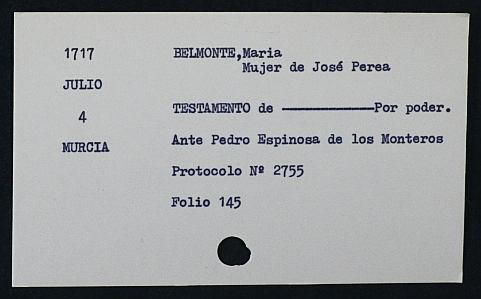 1717
JULIO
4
MURCIA
BELMONTE,Maria
Mujer de José Perea
TESTAMENTO de ——————Por poder.
Ante Pedro Espinosa de los Monteros
Protocolo Nº 2755
Folio 145